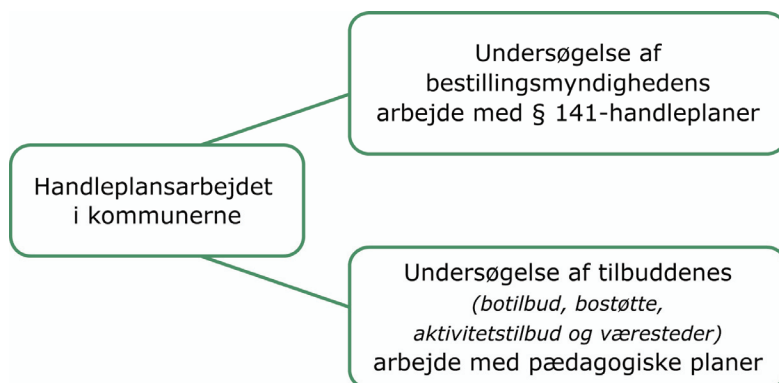 Undersøgelse af
bestillingsmyndighedens
arbejde med § 141-handleplaner
Handleplansarbejdet
i kommunerne
Undersøgelse af tilbuddenes
(botilbud, bostøtte,
aktivitetstilbud og væresteder)
arbejde med pædagogiske planer